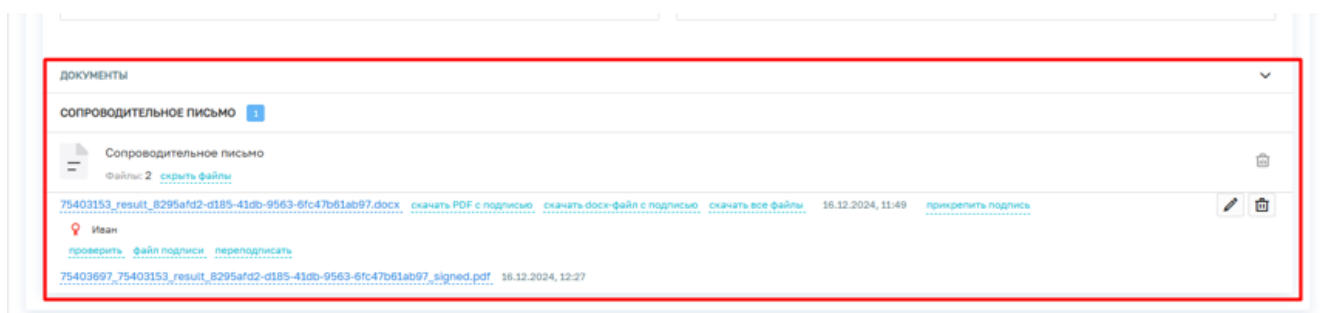 ДОКУМЕНТЫ
СОПРОВОДИТЕЛЬНОЕ ПИСЬМО 1
Сопроводительное письмо
Файлы: 2 скрыть файлы
75403153_result_8295afd2-d185-41db-9563-6fc47b61ab97.docx скачать PDF с подписью скачать docx-файл с подписью скачать все файлы 16.12.2024, 11:49 прикрепить подпись
Иван
проверить файл подписи переподписать
75403697_75403153_result_8295afd2-d185-41db-9563-6fc47b61ab97_signed.pdf 16.12.2024, 12:27